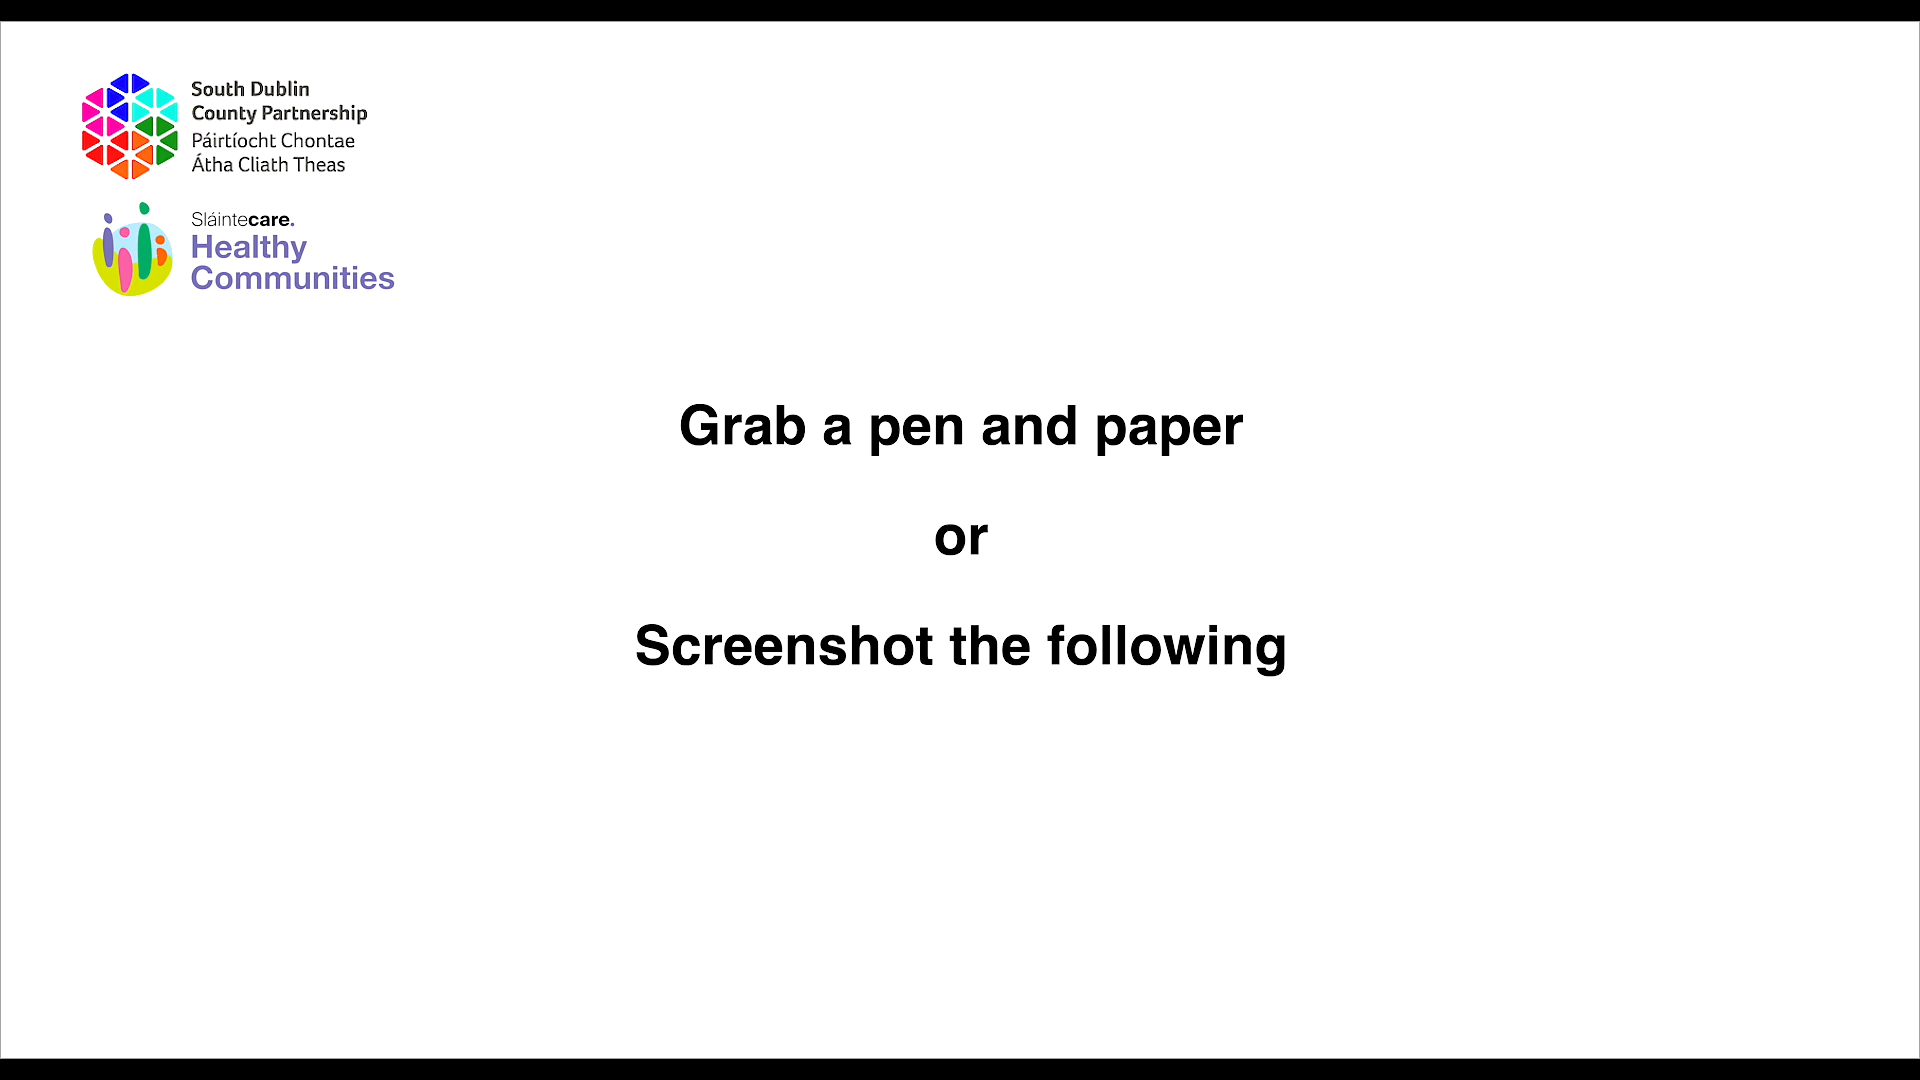 South Dublin
County Partnership
Páirtíocht Chontae
Átha Cliath Theas
Sláintecare.
Healthy
Communities
Grab a pen and paper
or
Screenshot the following